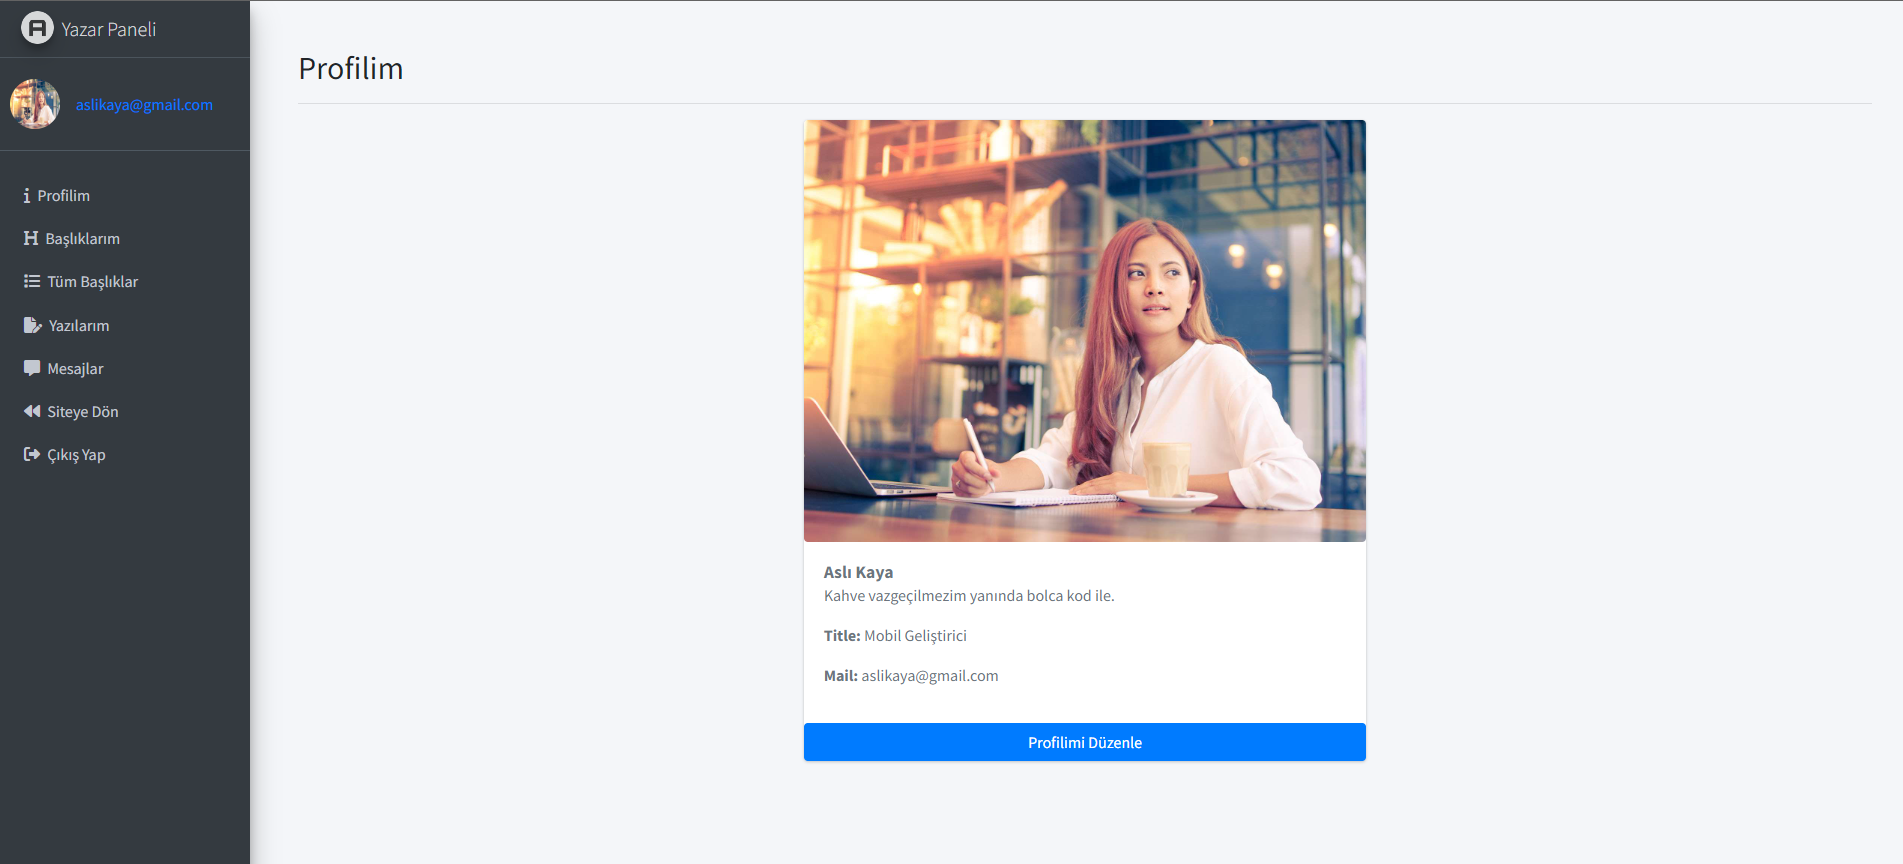 Yazar Paneli
aslikaya@gmail.com
Profilim
Başlıklarım
Tüm Başlıklar
Yazılarım
Mesajlar
Siteye Dön
Çıkış Yap
Profilim
Aslı Kaya
Kahve vazgeçilmezim yanında bolca kod ile.
Title: Mobil Geliştirici
Mail: aslikaya@gmail.com
Profilimi Düzenle